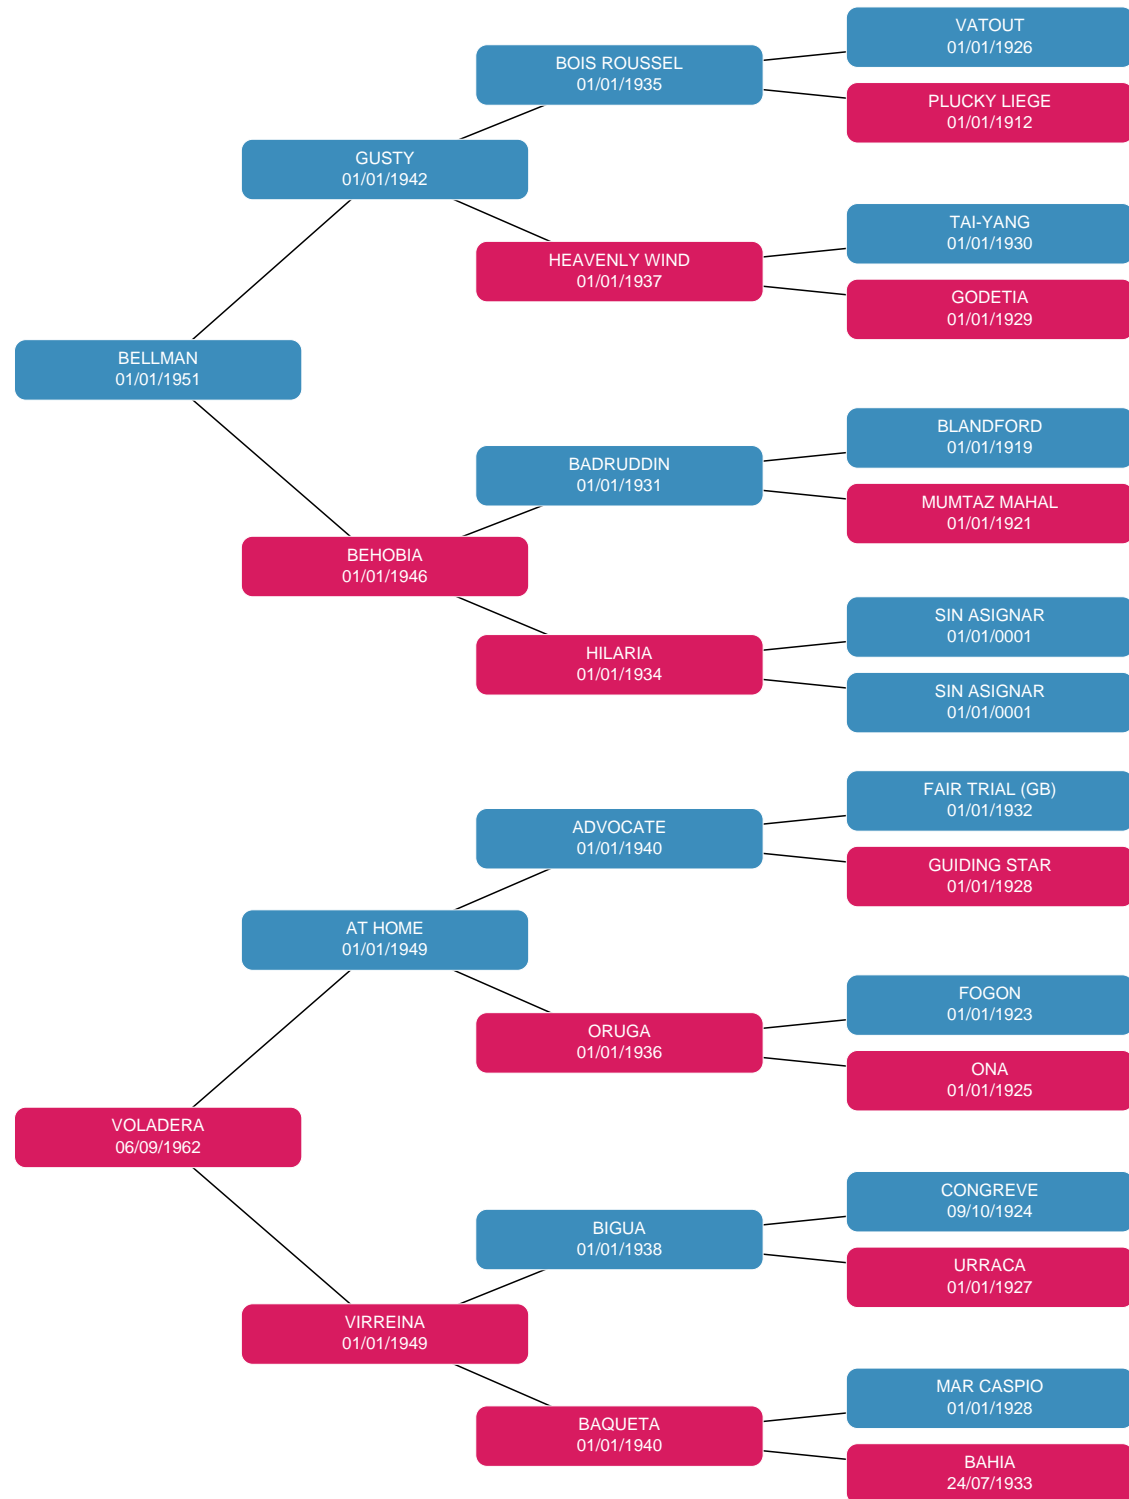 VATOUT
01/01/1926
BOIS ROUSSEL
01/01/1935
PLUCKY LIEGE
01/01/1912
GUSTY
01/01/1942
TAI-YANG
01/01/1930
HEAVENLY WIND
01/01/1937
GODETIA
01/01/1929
BELLMAN
01/01/1951
BLANDFORD
01/01/1919
BADRUDDIN
01/01/1931
MUMTAZ MAHAL
01/01/1921
BEHOBIA
01/01/1946
SIN ASIGNAR
01/01/0001
HILARIA
01/01/1934
SIN ASIGNAR
01/01/0001
FAIR TRIAL (GB)
01/01/1932
ADVOCATE
01/01/1940
GUIDING STAR
01/01/1928
AT HOME
01/01/1949
FOGON
01/01/1923
ORUGA
01/01/1936
ONA
01/01/1925
VOLADERA
06/09/1962
CONGREVE
09/10/1924
BIGUA
01/01/1938
URRACA
01/01/1927
VIRREINA
01/01/1949
MAR CASPIO
01/01/1928
BAQUETA
01/01/1940
BAHIA
24/07/1933